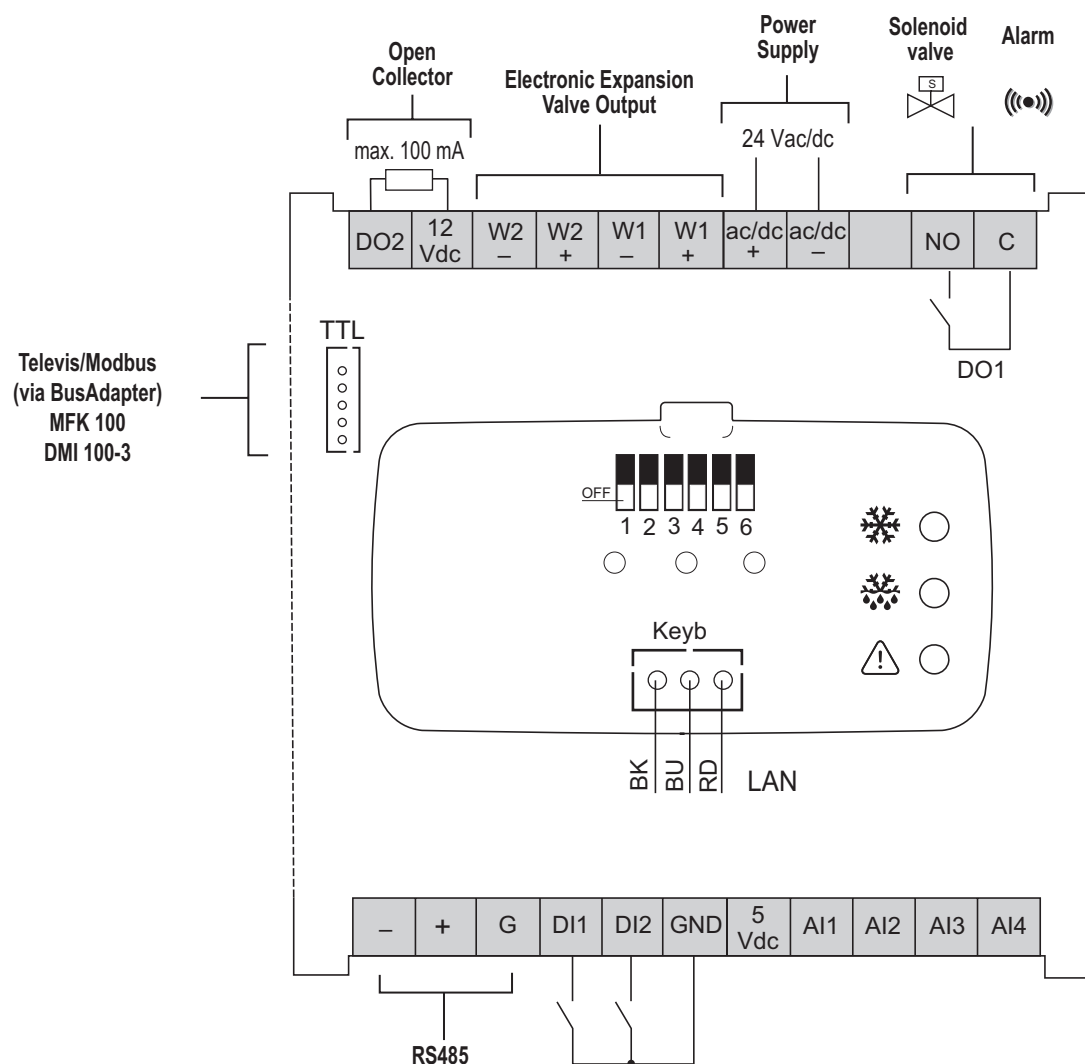 Open
Collector
max. 100 mA
Electronic Expansion
Valve Output
Power
Supply
24 Vac/dc
Solenoid
valve
S
Alarm
DO2
12
Vdc
W2
–
W2
+
W1
–
W1
+
ac/dc
+
ac/dc
–
NO
C
DO1
TTL
Televis/Modbus
(via BusAdapter)
MFK 100
DMI 100-3
OFF
1 2 3 4 5 6
Keyb
BK
BU
RD
LAN
–
+
G
DI1
DI2
GND
5
Vdc
AI1
AI2
AI3
AI4
RS485